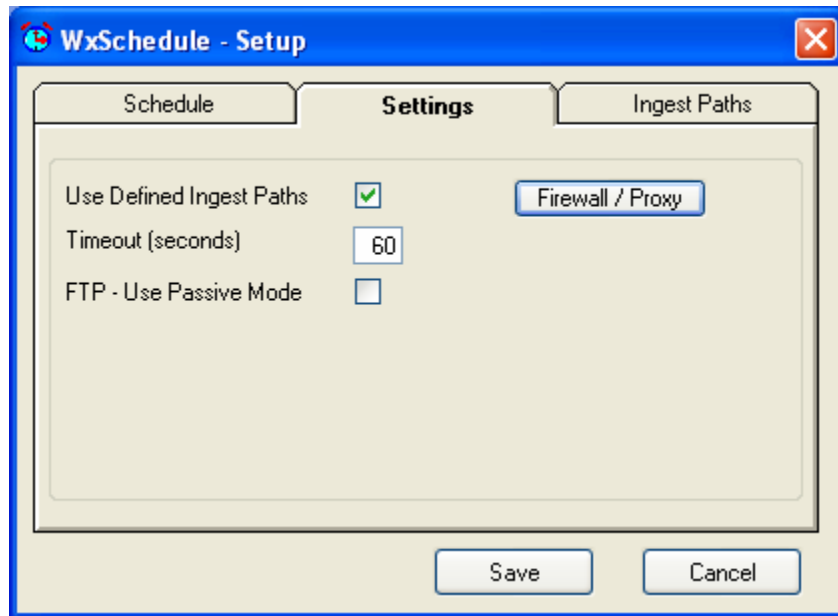 WxSchedule - Setup
Schedule Settings Ingest Paths
Use Defined Ingest Paths Firewall / Proxy
Timeout (seconds) 60
FTP - Use Passive Mode
Save Cancel